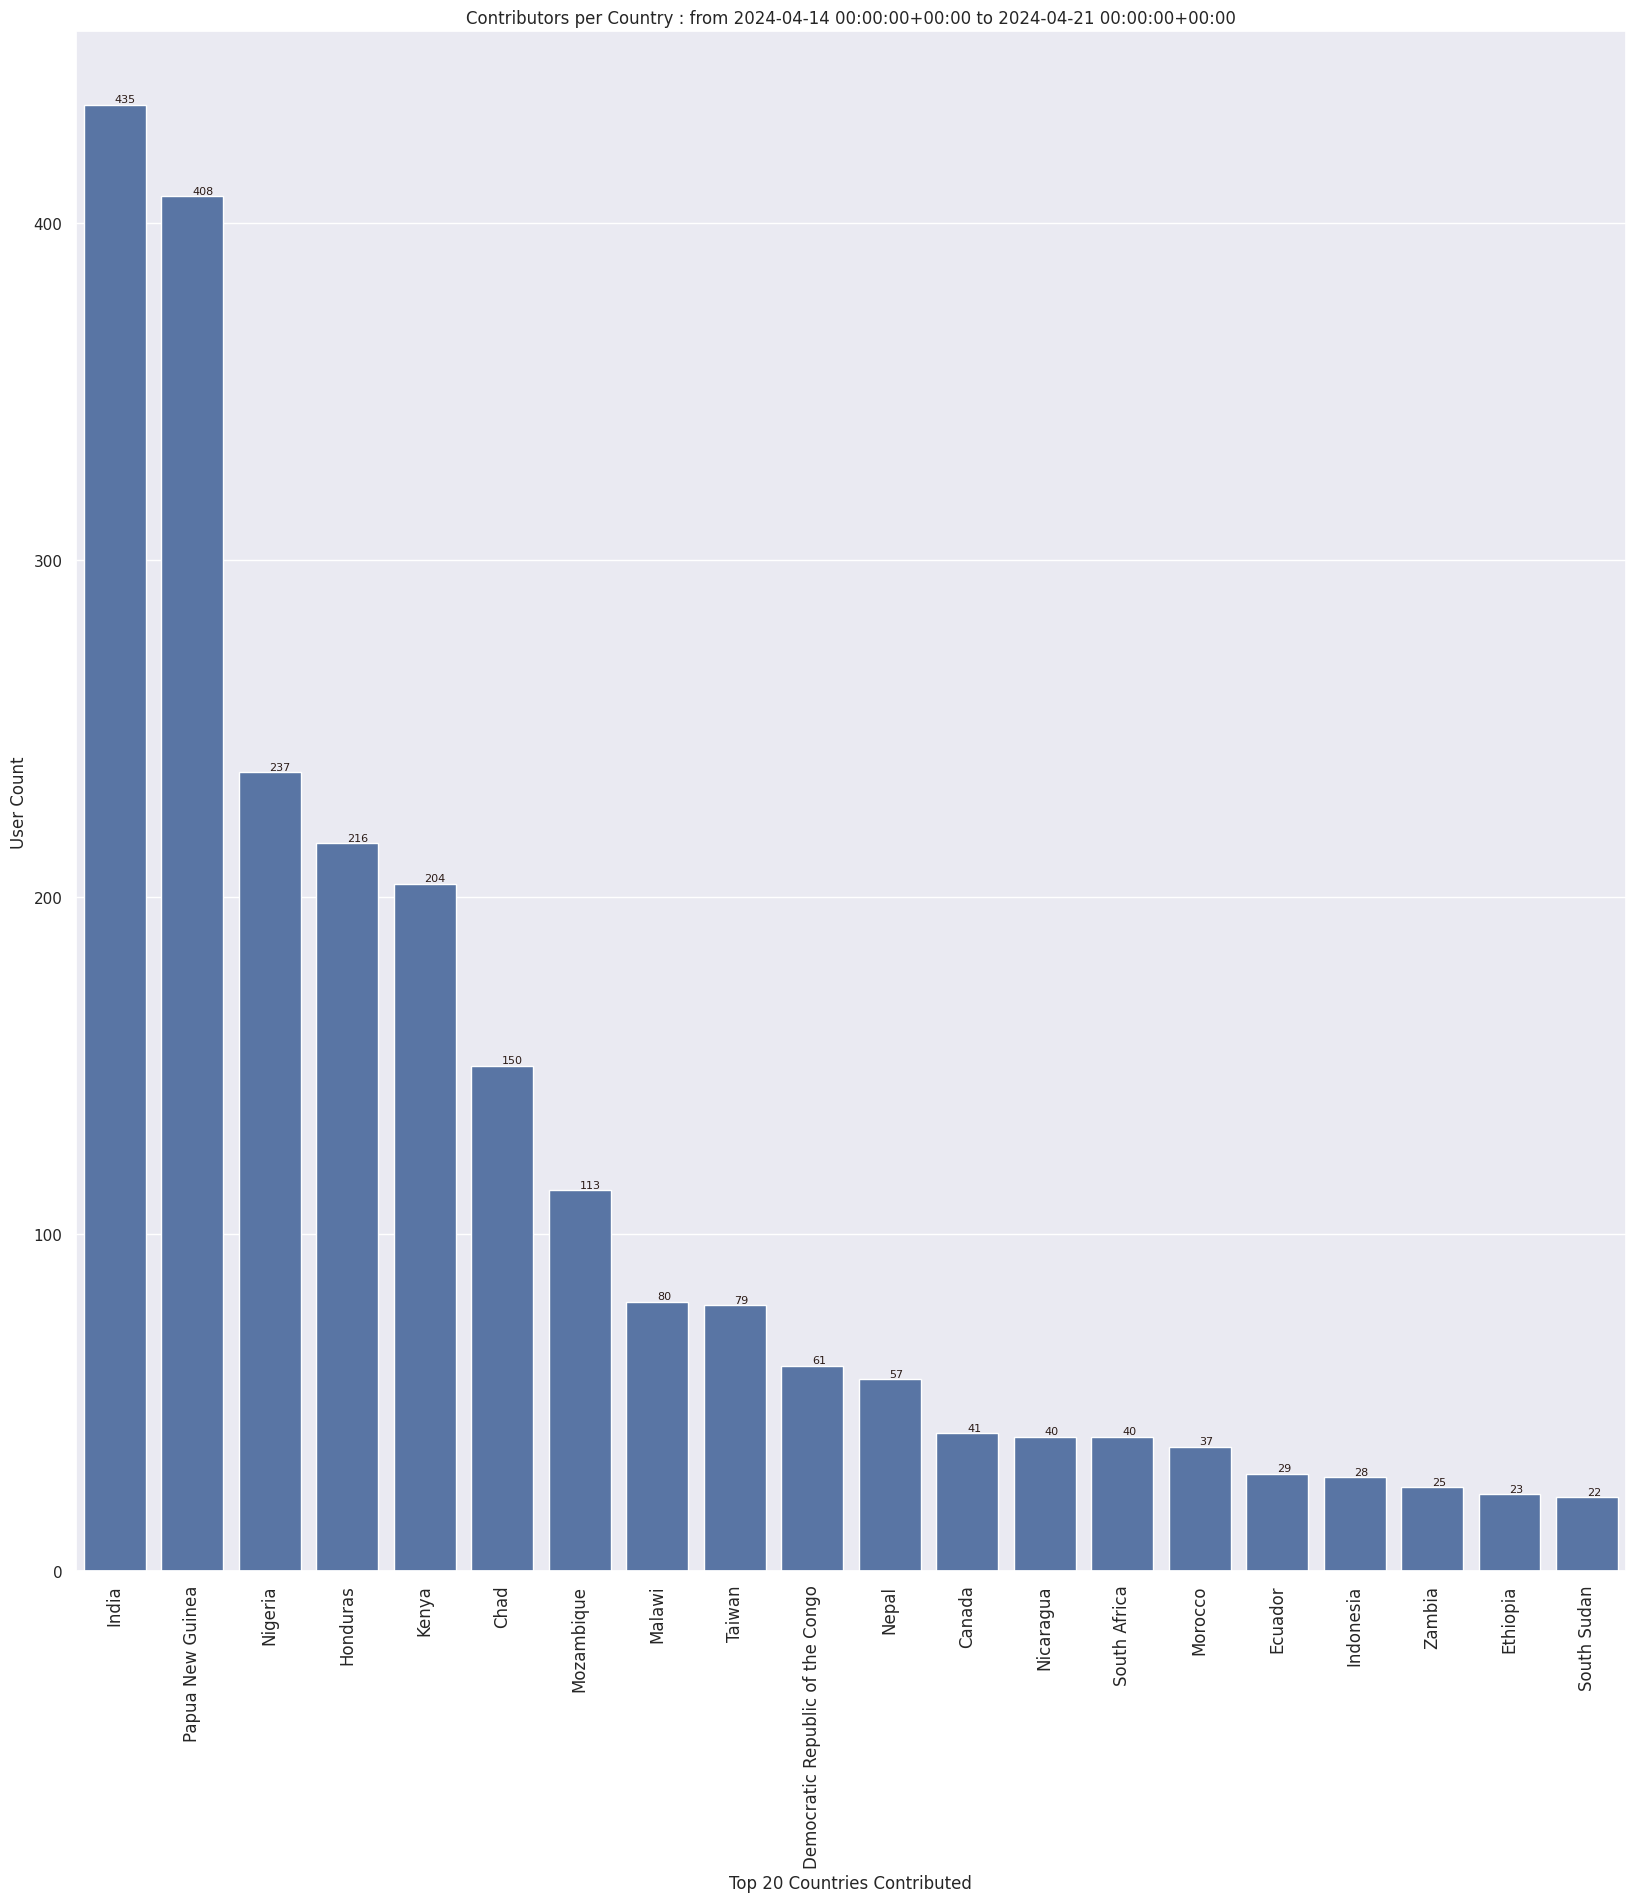 Contributors per Country : from 2024-04-14 00:00:00+00:00 to 2024-04-21 00:00:00+00:00
User Count
400
300
200
100
0
435
408
237
216
204
150
113
80
79
61
57
41
40
40
37
29
28
25
23
22
India
Papua New Guinea
Nigeria
Honduras
Kenya
Chad
Mozambique
Malawi
Taiwan
Democratic Republic of the Congo
Nepal
Canada
Nicaragua
South Africa
Morocco
Ecuador
Indonesia
Zambia
Ethiopia
South Sudan
Top 20 Countries Contributed